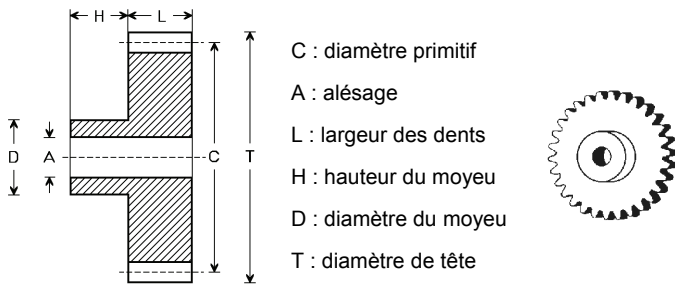 H L
C : diamètre primitif
A : alésage
L : largeur des dents
D A C T
H : hauteur du moyeu
D : diamètre du moyeu
T : diamètre de tête